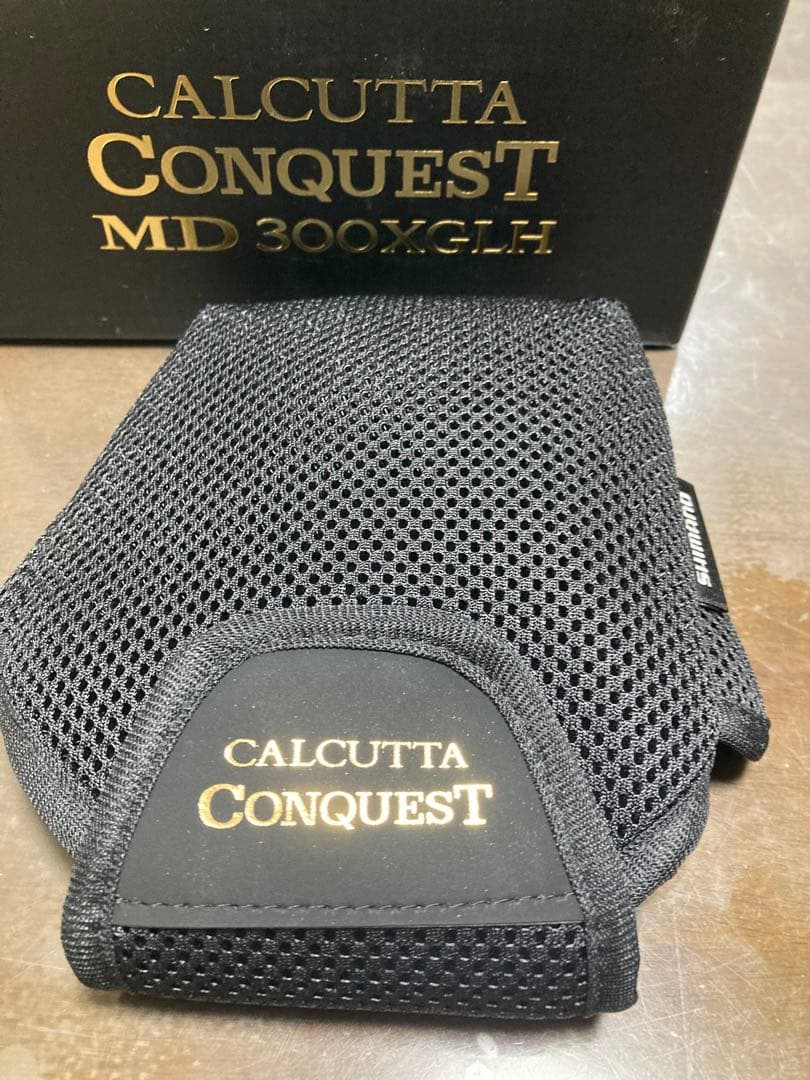 CALCUTTA
CONQUEST
MD 300XGLH
SHIMANO
CALCUTTA
CONQUEST